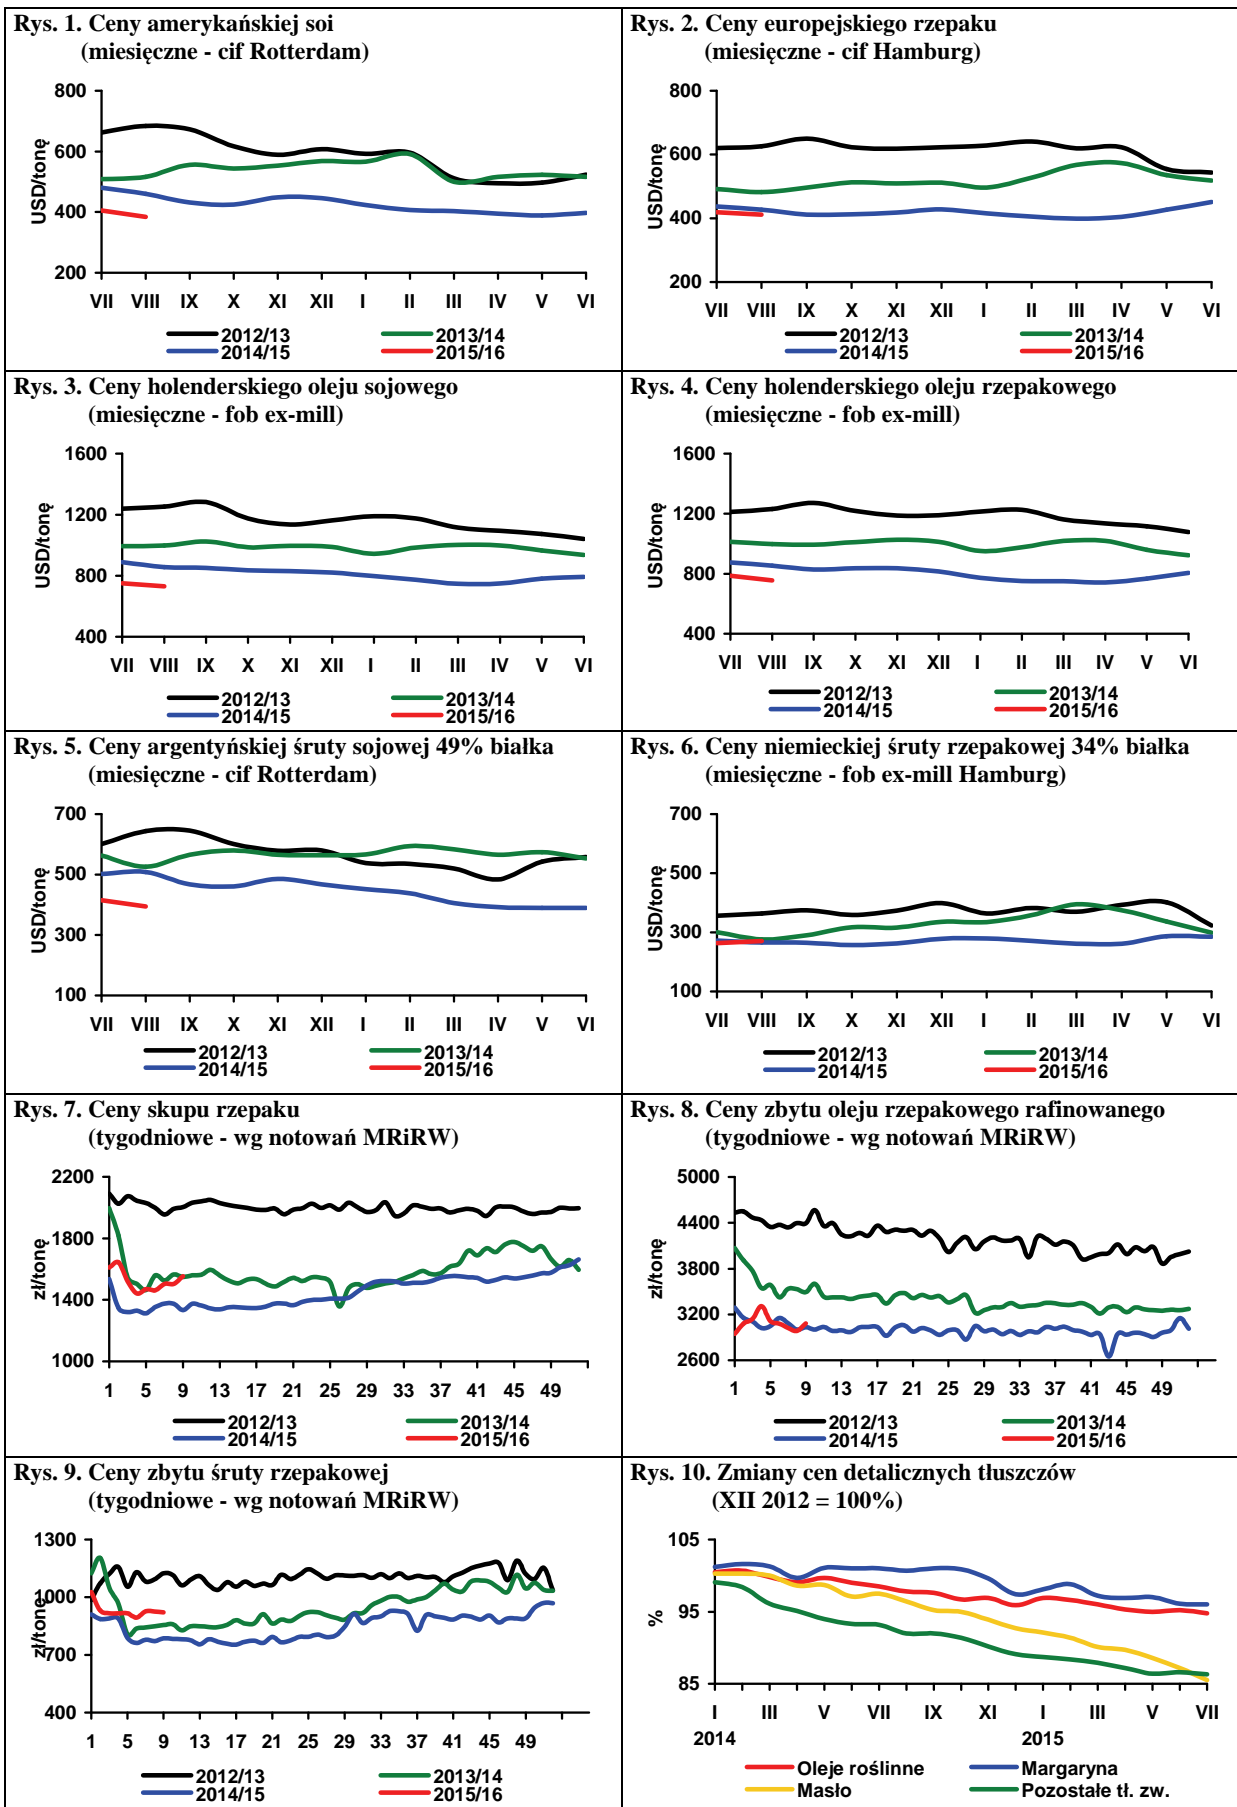 Rys. 1. Ceny amerykańskiej soi
(miesięczne - cif Rotterdam)
800
600
400
200
USD/tonę
VII VIII IX X XI XII I II III IV V VI
2012/13 2013/14
2014/15 2015/16
Rys. 2. Ceny europejskiego rzepaku
(miesięczne - cif Hamburg)
800
600
400
200
USD/tonę
VII VIII IX X XI XII I II III IV V VI
2012/13 2013/14
2014/15 2015/16
Rys. 3. Ceny holenderskiego oleju sojowego
(miesięczne - fob ex-mill)
1600
1200
800
400
USD/tonę
VII VIII IX X XI XII I II III IV V VI
2012/13 2013/14
2014/15 2015/16
Rys. 4. Ceny holenderskiego oleju rzepakowego
(miesięczne - fob ex-mill)
1600
1200
800
400
USD/tonę
VII VIII IX X XI XII I II III IV V VI
2012/13 2013/14
2014/15 2015/16
Rys. 5. Ceny argentyńskiej śruty sojowej 49% białka
(miesięczne - cif Rotterdam)
700
500
300
100
USD/tonę
VII VIII IX X XI XII I II III IV V VI
2012/13 2013/14
2014/15 2015/16
Rys. 6. Ceny niemieckiej śruty rzepakowej 34% białka
(miesięczne - fob ex-mill Hamburg)
700
500
300
100
USD/tonę
VII VIII IX X XI XII I II III IV V VI
2012/13 2013/14
2014/15 2015/16
Rys. 7. Ceny skupu rzepaku
(tygodniowe - wg notowań MRiRW)
2200
1800
1400
1000
zł/tonę
1 5 9 13 17 21 25 29 33 37 41 45 49
2012/13 2013/14
2014/15 2015/16
Rys. 8. Ceny zbytu oleju rzepakowego rafinowanego
(tygodniowe - wg notowań MRiRW)
5000
4400
3800
3200
2600
zł/tonę
1 5 9 13 17 21 25 29 33 37 41 45 49
2012/13 2013/14
2014/15 2015/16
Rys. 9. Ceny zbytu śruty rzepakowej
(tygodniowe - wg notowań MRiRW)
1300
1000
700
400
zł/tonę
1 5 9 13 17 21 25 29 33 37 41 45 49
2012/13 2013/14
2014/15 2015/16
Rys. 10. Zmiany cen detalicznych tłuszczów
(XII 2012 = 100%)
105
95
85
%
I III V VII IX XI I III V VII
2014 2015
Oleje roślinne Margaryna
Masło Pozostałe tł. zw.